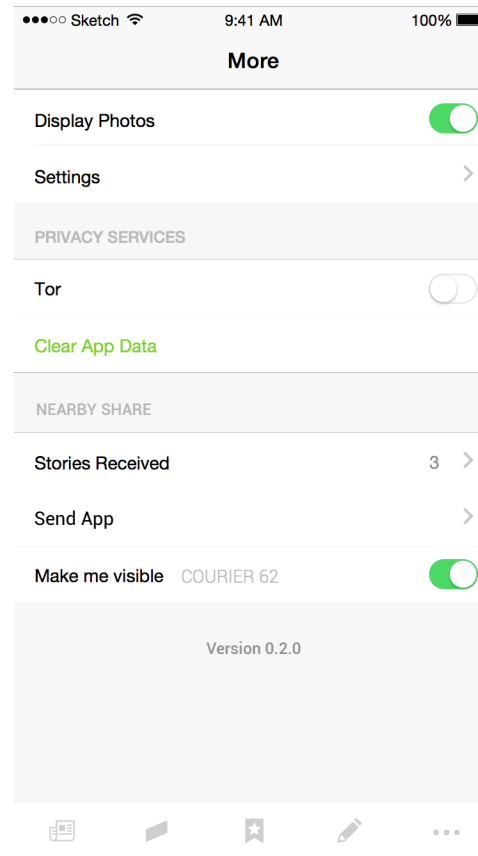 Sketch 9:41 AM 100%
More
Display Photos
Settings
PRIVACY SERVICES
Tor
Clear App Data
NEARBY SHARE
Stories Received 3
Send App
Make me visible COURIER 62
Version 0.2.0